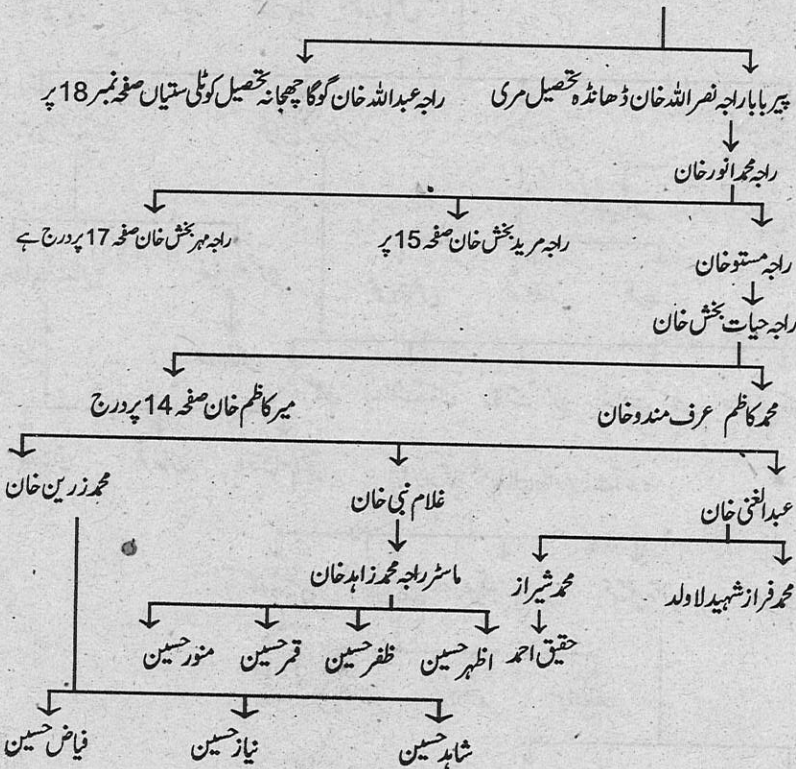 پیر بابا راجہ نصر اللہ خان ڈھانڈہ تحصیل مری راجہ عبداللہ خان گوگا چھجانہ تحصیل کوٹلی ستیاں صفحہ نمبر 18 پر
راجہ محمد انور خان
راجہ مستو خان راجہ مرید بخش خان صفحہ 15 پر راجہ مہر بخش خان صفحہ 17 پر درج ہے
راجہ حیات بخش خان
محمد کاظم عرف مندو خان میر کاظم خان صفحہ 14 پر درج
عبدالغنی خان غلام نبی خان محمد زرین خان
محمد فراز شہید لا ولد محمد شیراز ماسٹر راجہ محمد زاہد خان
حقیق احمد اظہر حسین ظفر حسین قمر حسین منور حسین
شاہد حسین نیاز حسین فیاض حسین